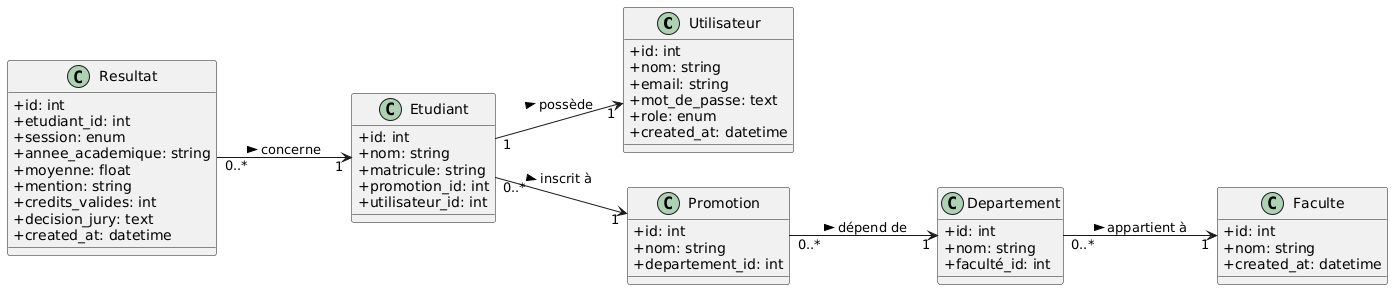 C Resultat
+id: int
+etudiant_id: int
+session: enum
+annee_academique: string
+moyenne: float
+mention: string
+credits_valides: int
+decision_jury: text
+created_at: datetime
concerne
0..*
1
C Etudiant
+id: int
+nom: string
+matricule: string
+promotion_id: int
+utilisateur_id: int
possède
1
1
C Utilisateur
+id: int
+nom: string
+email: string
+mot_de_passe: text
+role: enum
+created_at: datetime
inscrit à
0..*
1
C Promotion
+id: int
+nom: string
+departement_id: int
dépend de
0..*
1
C Departement
+id: int
+nom: string
+faculté_id: int
appartient à
0..*
1
C Faculte
+id: int
+nom: string
+created_at: datetime